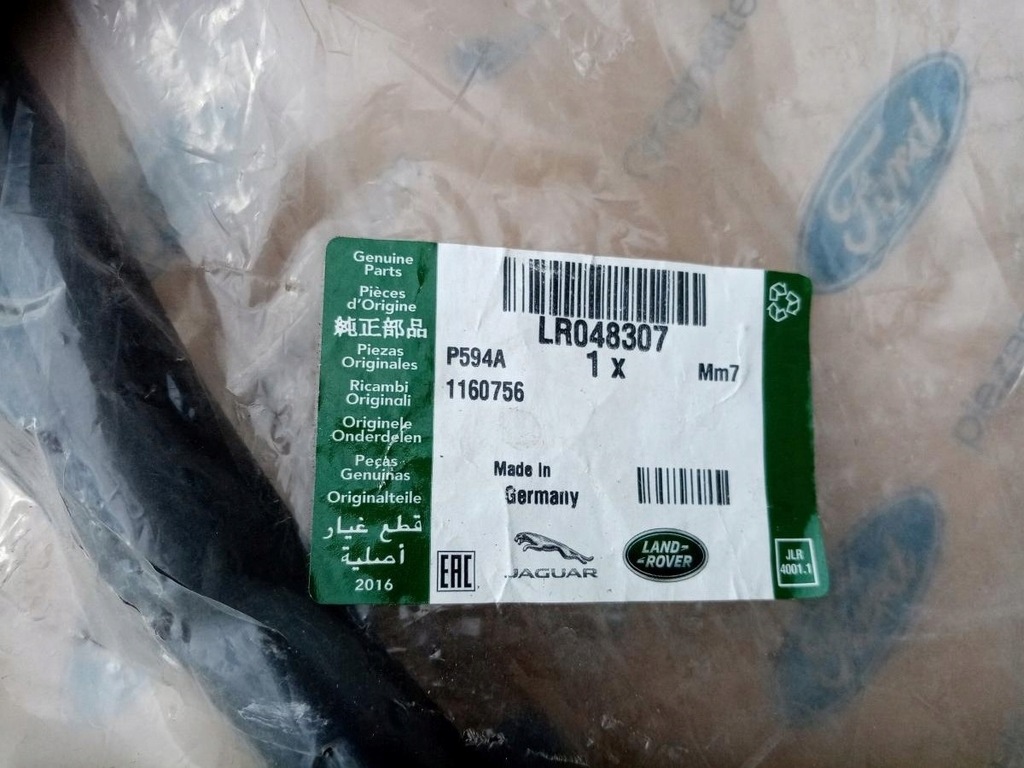 Ford
Genuine
Parts
Pièces
d'Origine
純正部品
Piezas
Originales
Ricambi
Originali
Originele
Onderdelen
Peças
Genuínas
Originalteile
قطع غيار
أصلية
2016
LR048307
1 x
P594A
Mm7
1160756
Made In
Germany
EAC
JAGUAR
LAND-
-ROVER
JLR
4001.1